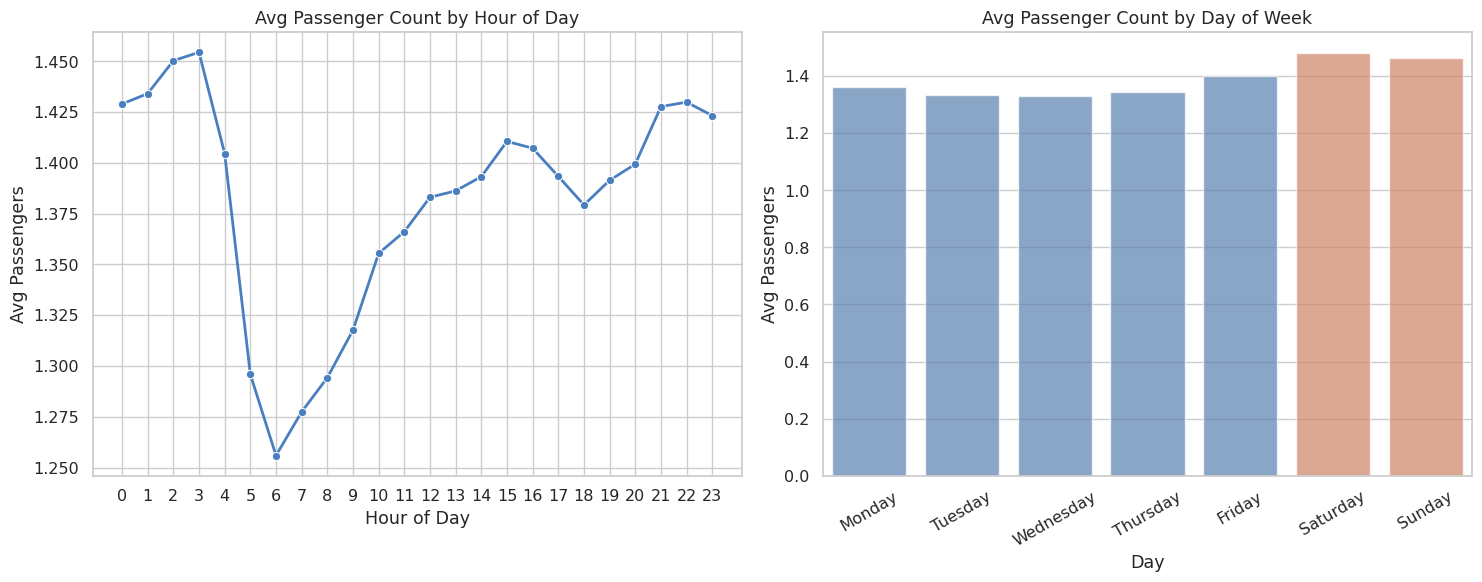 Avg Passenger Count by Hour of Day
Avg Passengers
1.450
1.425
1.400
1.375
1.350
1.325
1.300
1.275
1.250
0 1 2 3 4 5 6 7 8 9 10 11 12 13 14 15 16 17 18 19 20 21 22 23
Hour of Day
Avg Passenger Count by Day of Week
Avg Passengers
1.4
1.2
1.0
0.8
0.6
0.4
0.2
0.0
Monday Tuesday Wednesday Thursday Friday Saturday Sunday
Day